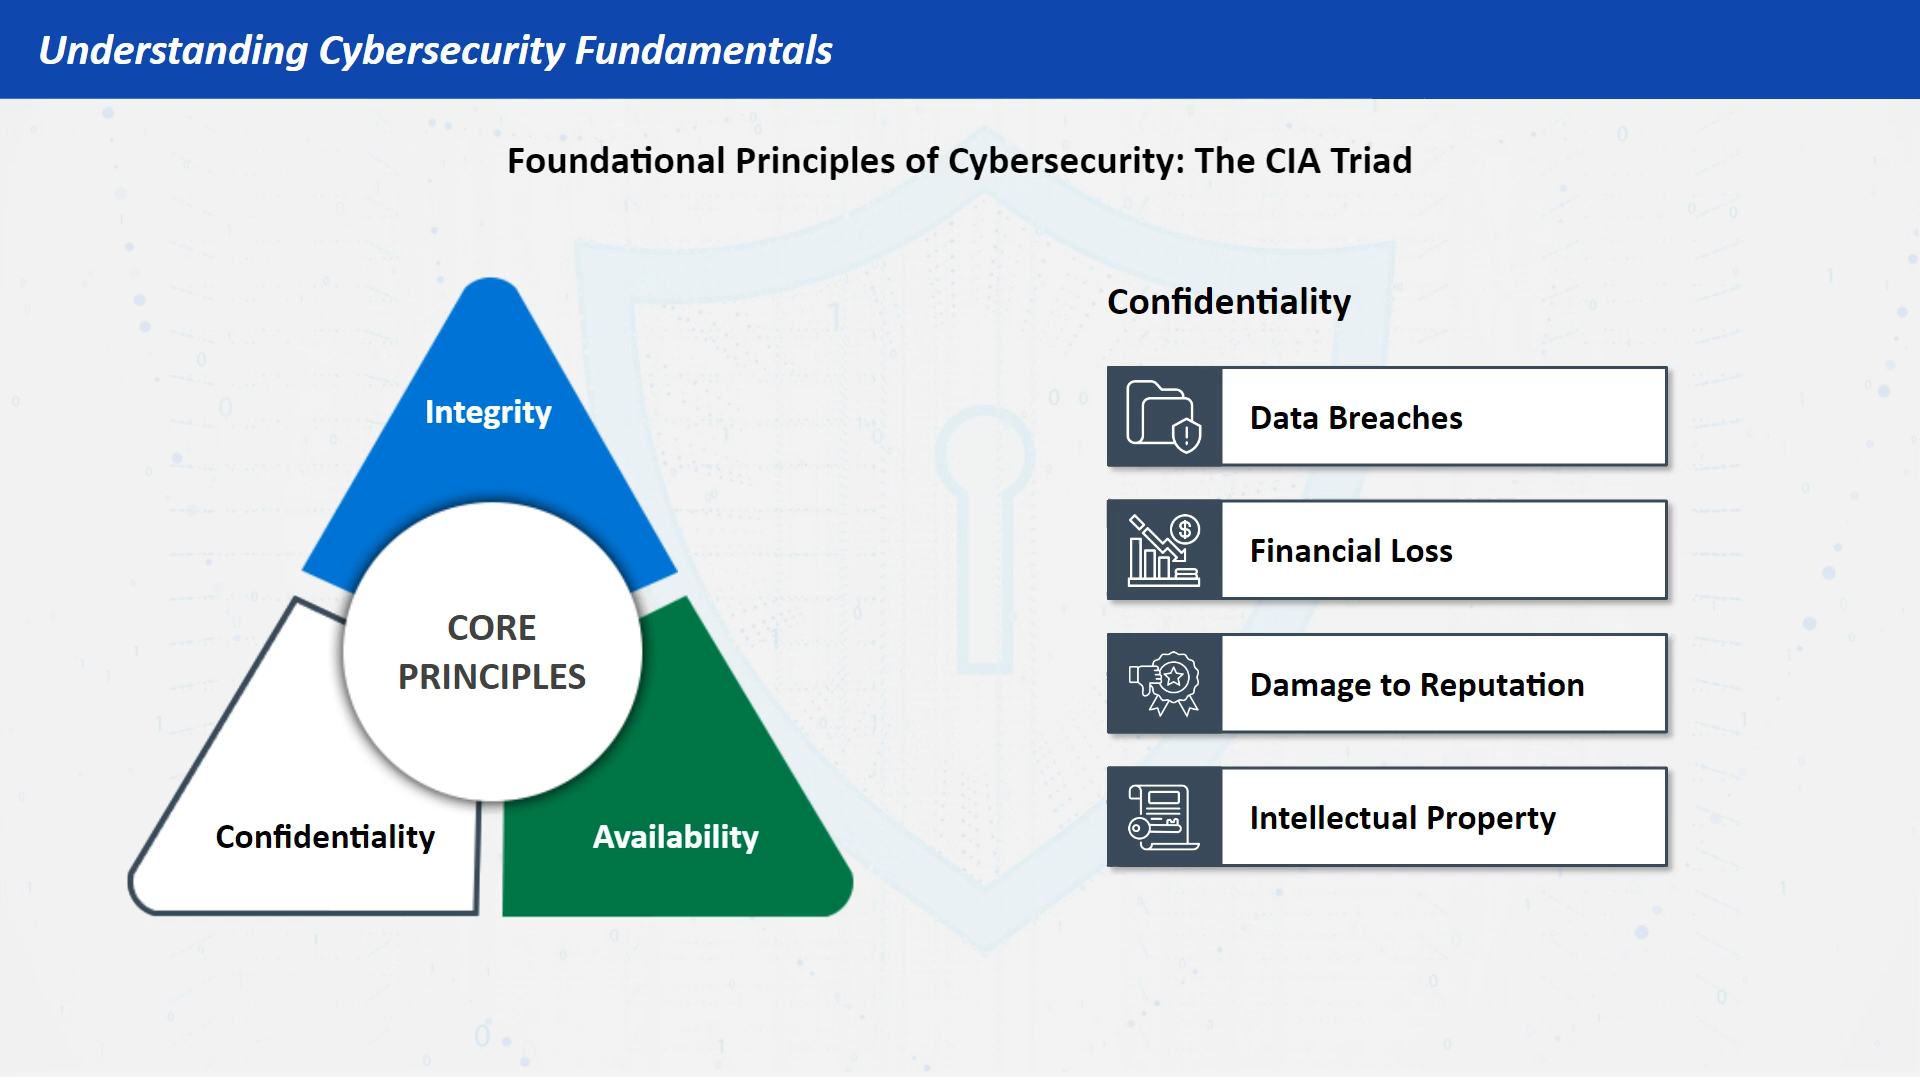 Understanding Cybersecurity Fundamentals
Foundational Principles of Cybersecurity: The CIA Triad
Integrity
CORE
PRINCIPLES
Confidentiality
Availability
Confidentiality
Data Breaches
Financial Loss
Damage to Reputation
Intellectual Property